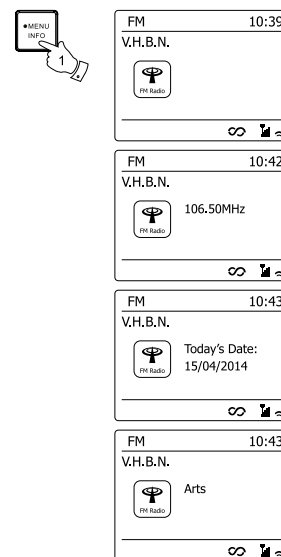 •MENU
INFO
1
FM 10:39
V.H.B.N.
FM Radio
FM 10:42
V.H.B.N.
106.50MHz
FM Radio
FM 10:43
V.H.B.N.
Today's Date:
15/04/2014
FM Radio
FM 10:43
V.H.B.N.
Arts
FM Radio